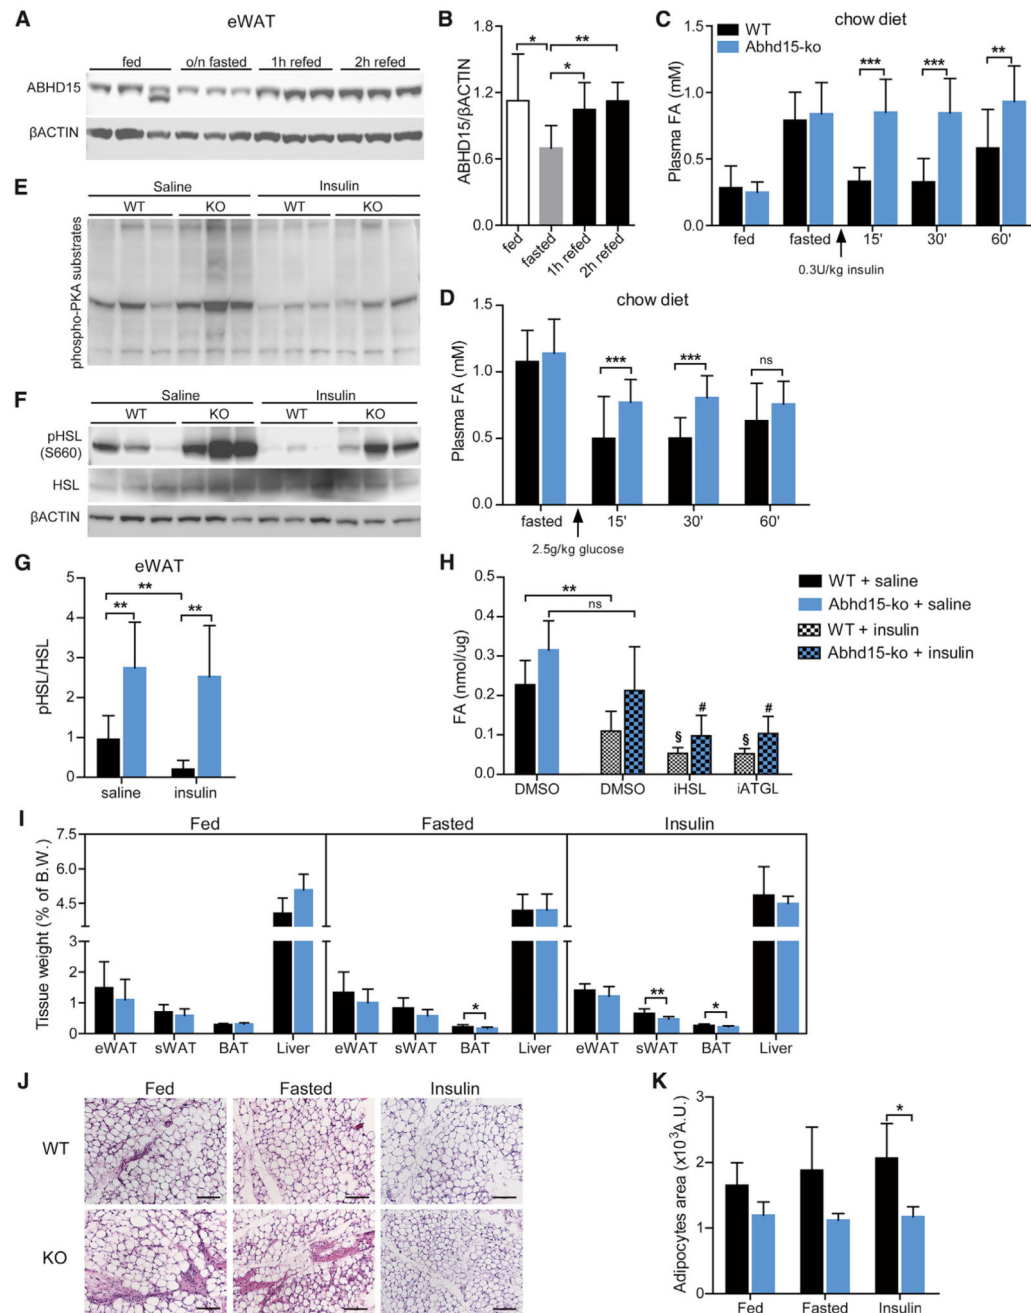 A
eWAT
fed o/n fasted 1h refed 2h refed
ABHD15
βACTIN
B
ABHD15/βACTIN
1.8
1.2
0.6
0.0
* **
*
fed fasted 1h refed 2h refed
C
chow diet
WT
Abhd15-ko
Plasma FA (mM)
1.5
1.0
0.5
0.0
*** *** **
fed fasted 15' 30' 60'
0.3U/kg insulin
E
Saline Insulin
WT KO WT KO
phospho-PKA substrates
D
chow diet
Plasma FA (mM)
1.5
1.0
0.5
0.0
*** *** ns
fasted 15' 30' 60'
2.5g/kg glucose
F
Saline Insulin
WT KO WT KO
pHSL
(S660)
HSL
βACTIN
G
eWAT
pHSL/HSL
5
4
3
2
1
0
**
** **
saline insulin
H
FA (nmol/ug)
0.5
0.4
0.3
0.2
0.1
0.0
**
ns
§ # § #
DMSO DMSO iHSL iATGL
WT + saline
Abhd15-ko + saline
WT + insulin
Abhd15-ko + insulin
I
Fed Fasted Insulin
Tissue weight (% of B.W.)
7.5
6.0
4.5
3
2
1
0
* ** *
eWAT sWAT BAT Liver eWAT sWAT BAT Liver eWAT sWAT BAT Liver
J
Fed Fasted Insulin
WT
KO
K
Adipocytes area (x10³A.U.)
3
2
1
0
*
Fed Fasted Insulin